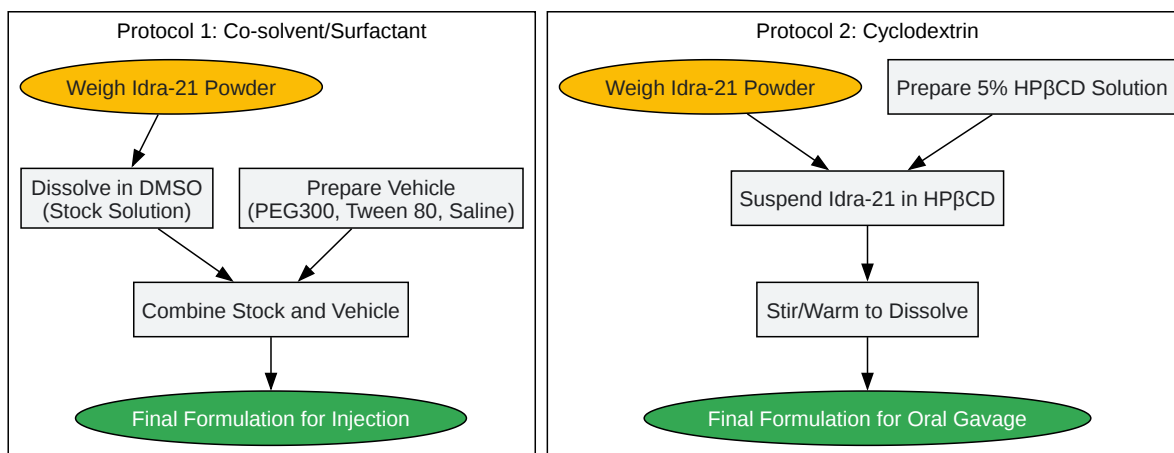 Protocol 1: Co-solvent/Surfactant
Weigh Idra-21 Powder
Dissolve in DMSO
(Stock Solution)
Prepare Vehicle
(PEG300, Tween 80, Saline)
Combine Stock and Vehicle
Final Formulation for Injection
Protocol 2: Cyclodextrin
Weigh Idra-21 Powder
Prepare 5% HPβCD Solution
Suspend Idra-21 in HPβCD
Stir/Warm to Dissolve
Final Formulation for Oral Gavage